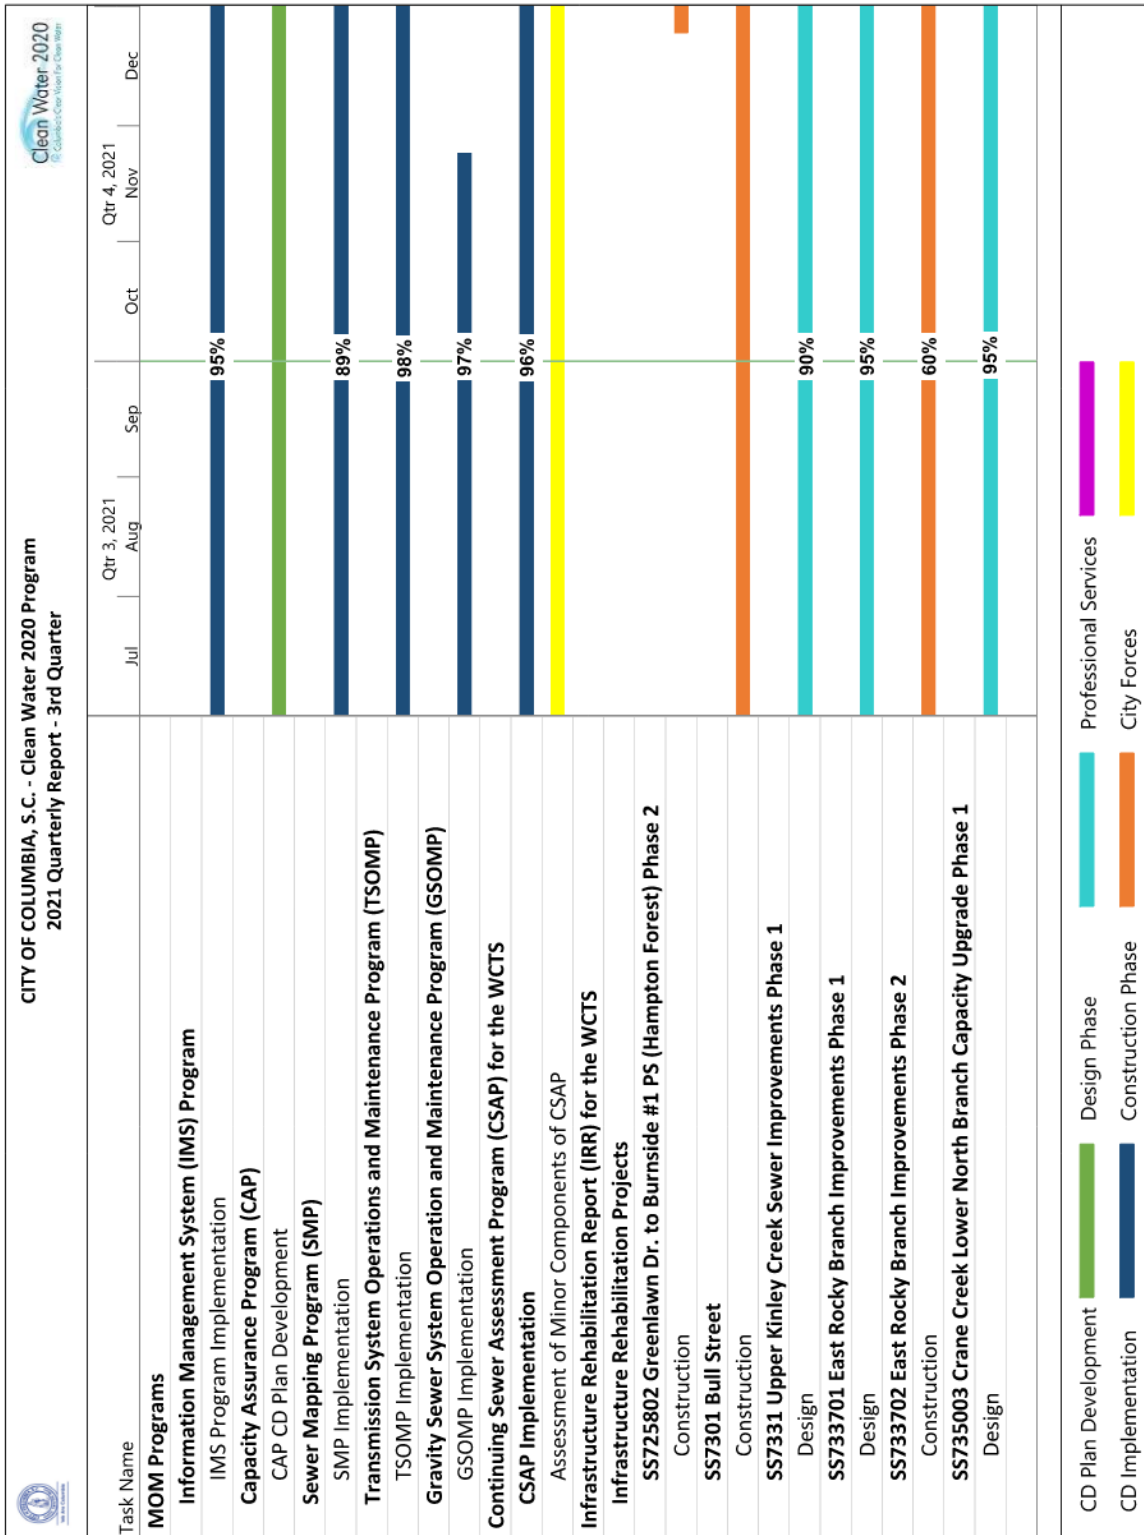 CITY OF COLUMBIA, S.C. - Clean Water 2020 Program
2021 Quarterly Report - 3rd Quarter
Clean Water 2020
Columbia's Clear Vision For Clean Water
Task Name
Qtr 3, 2021
Qtr 4, 2021
Jul
Aug
Sep
Oct
Nov
Dec
MOM Programs
Information Management System (IMS) Program
IMS Program Implementation
95%
Capacity Assurance Program (CAP)
CAP CD Plan Development
Sewer Mapping Program (SMP)
SMP Implementation
89%
Transmission System Operations and Maintenance Program (TSOMP)
TSOMP Implementation
98%
Gravity Sewer System Operation and Maintenance Program (GSOMP)
GSOMP Implementation
97%
Continuing Sewer Assessment Program (CSAP) for the WCTS
CSAP Implementation
96%
Assessment of Minor Components of CSAP
Infrastructure Rehabilitation Report (IRR) for the WCTS
Infrastructure Rehabilitation Projects
SS725802 Greenlawn Dr. to Burnside #1 PS (Hampton Forest) Phase 2
Construction
SS7301 Bull Street
Construction
SS7331 Upper Kinley Creek Sewer Improvements Phase 1
Design
90%
SS733701 East Rocky Branch Improvements Phase 1
Design
95%
SS733702 East Rocky Branch Improvements Phase 2
Construction
60%
SS735003 Crane Creek Lower North Branch Capacity Upgrade Phase 1
Design
95%
CD Plan Development
Design Phase
Professional Services
CD Implementation
Construction Phase
City Forces